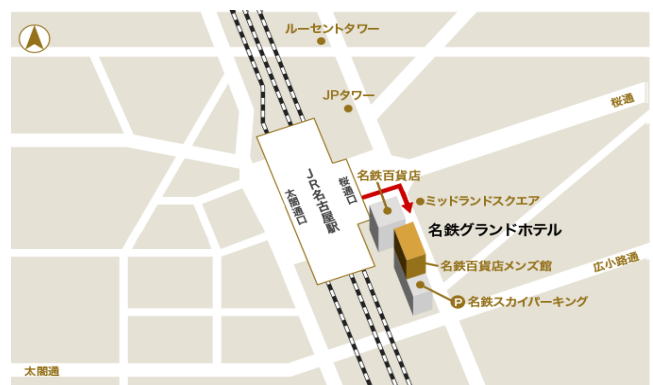 ルーセントタワー
JPタワー
桜通
名鉄百貨店
桜通口
JR名古屋駅
太閤通口
ミッドランドスクエア
名鉄グランドホテル
名鉄百貨店メンズ館
広小路通
P 名鉄スカイパーキング
太閤通